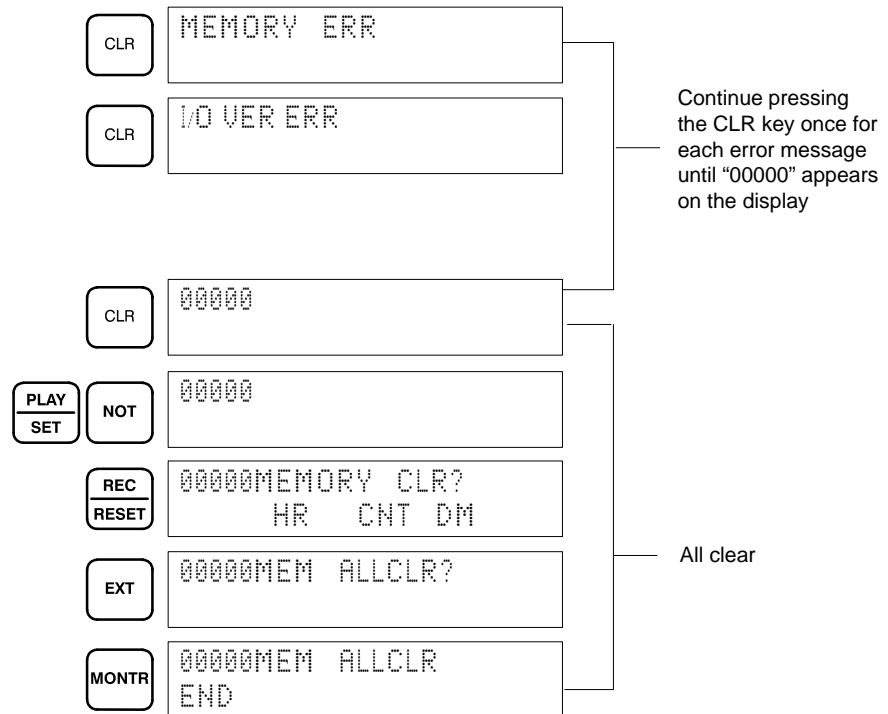 CLR
MEMORY ERR
CLR
I/O VER ERR
Continue pressing
the CLR key once for
each error message
until “00000” appears
on the display
CLR
00000
PLAY
SET
NOT
00000
REC
RESET
00000MEMORY CLR?
HR CNT DM
EXT
00000MEM ALLCLR?
All clear
MONTR
00000MEM ALLCLR
END